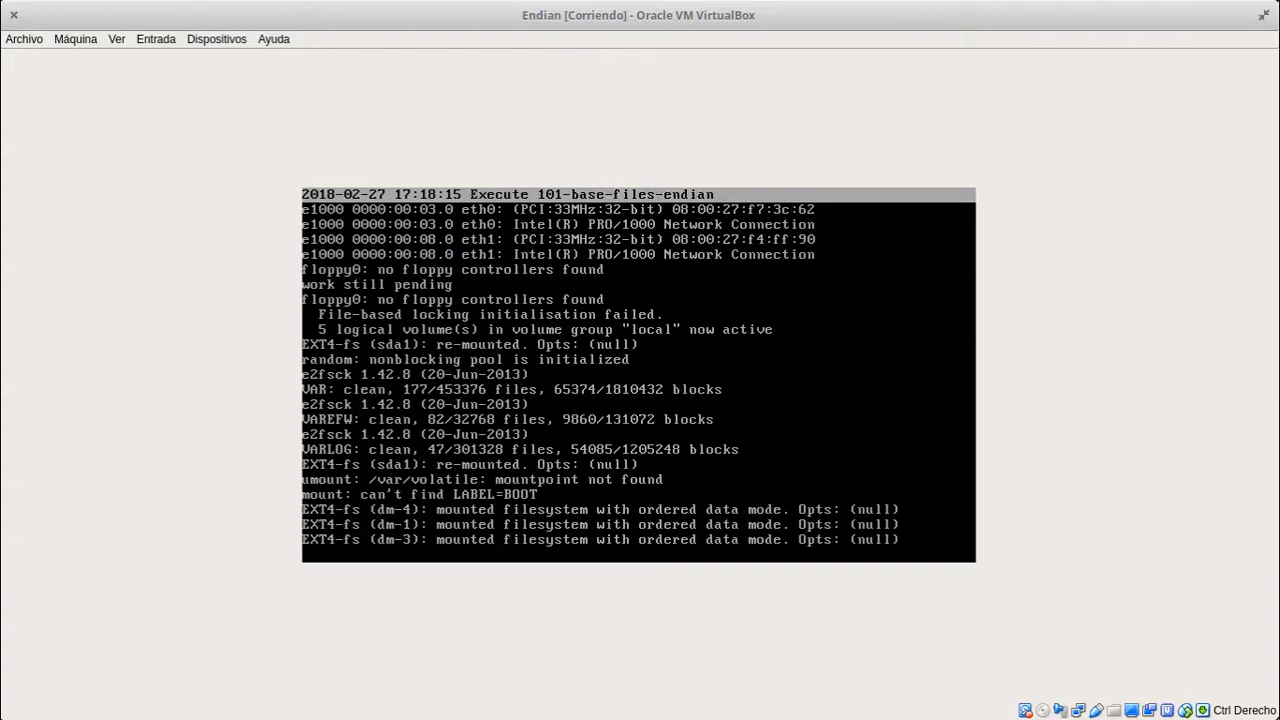 Endian [Corriendo] - Oracle VM VirtualBox
Archivo Máquina Ver Entrada Dispositivos Ayuda
2018-02-27 17:18:15 Execute 101-base-files-endian
e1000 0000:00:03.0 eth0: (PCI:33MHz:32-bit) 08:00:27:f7:3c:62
e1000 0000:00:03.0 eth0: Intel(R) PRO/1000 Network Connection
e1000 0000:00:08.0 eth1: (PCI:33MHz:32-bit) 08:00:27:f4:ff:90
e1000 0000:00:08.0 eth1: Intel(R) PRO/1000 Network Connection
floppy0: no floppy controllers found
work still pending
floppy0: no floppy controllers found
File-based locking initialisation failed.
5 logical volume(s) in volume group "local" now active
EXT4-fs (sda1): re-mounted. Opts: (null)
random: nonblocking pool is initialized
e2fsck 1.42.8 (20-Jun-2013)
VAR: clean, 177/453376 files, 65374/1810432 blocks
e2fsck 1.42.8 (20-Jun-2013)
VAREFW: clean, 82/32768 files, 9860/131072 blocks
e2fsck 1.42.8 (20-Jun-2013)
VARLOG: clean, 47/301328 files, 54085/1205248 blocks
EXT4-fs (sda1): re-mounted. Opts: (null)
umount: /var/volatile: mountpoint not found
mount: can't find LABEL=BOOT
EXT4-fs (dm-4): mounted filesystem with ordered data mode. Opts: (null)
EXT4-fs (dm-1): mounted filesystem with ordered data mode. Opts: (null)
EXT4-fs (dm-3): mounted filesystem with ordered data mode. Opts: (null)
Ctrl Derecho